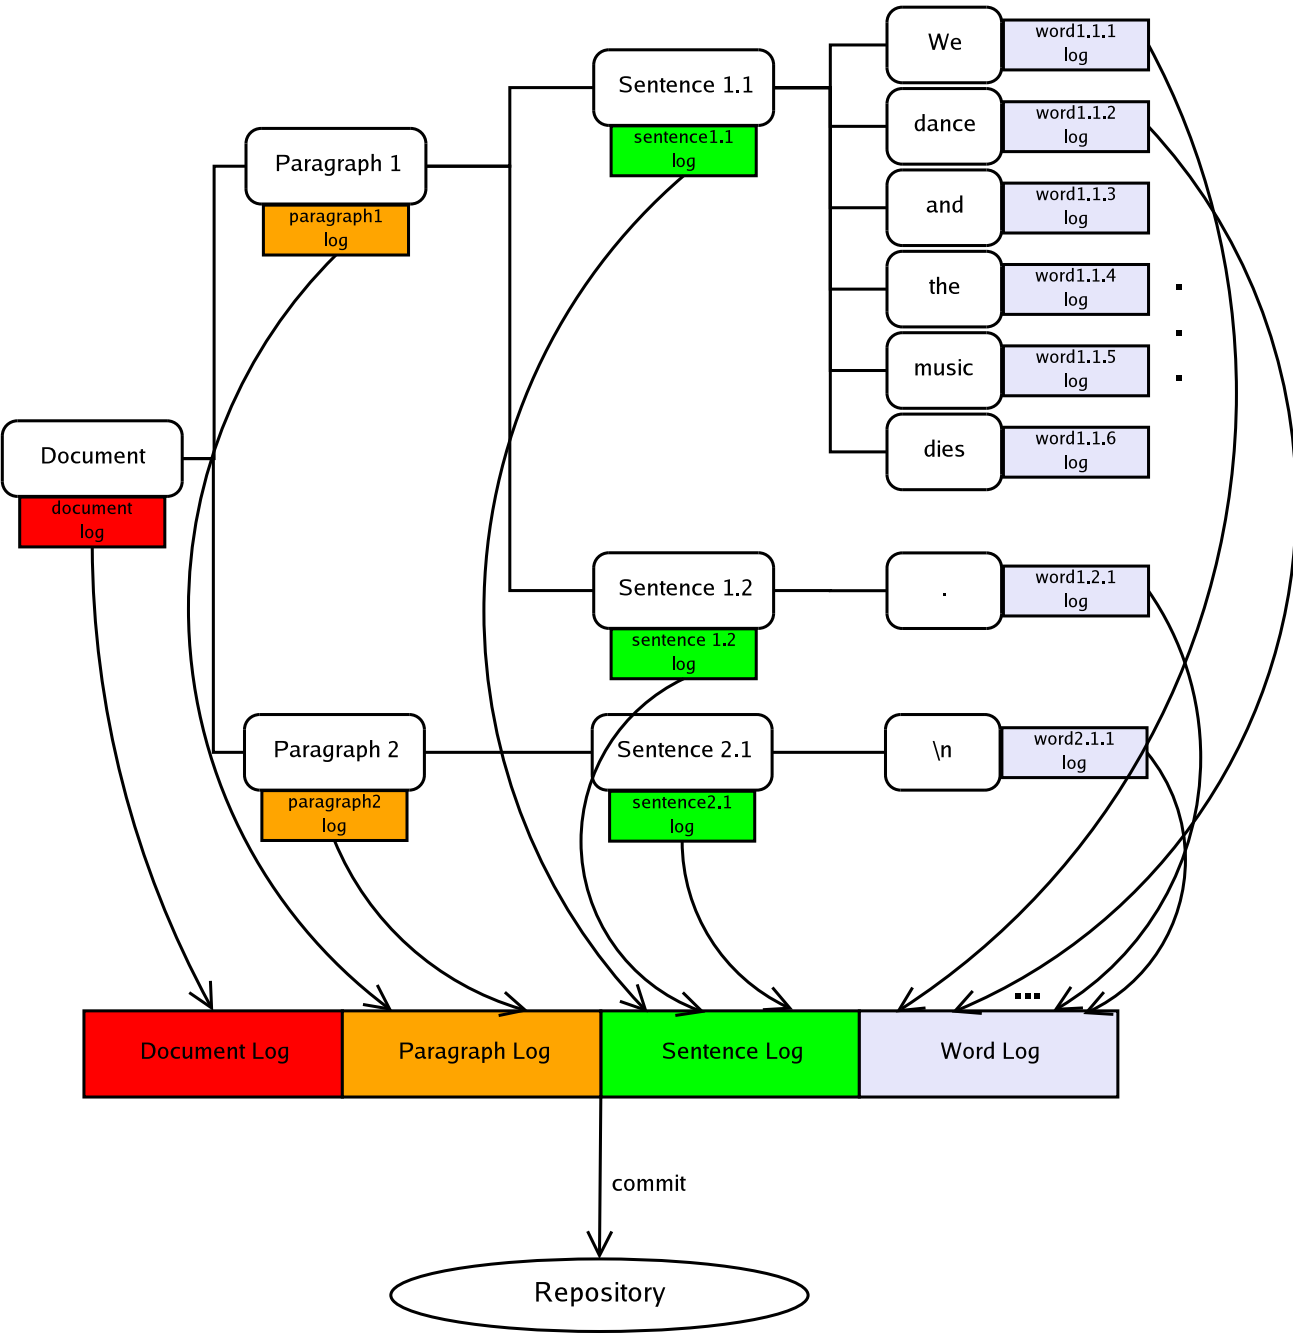 We
word1.1.1
log
Sentence 1.1
sentence1.1
log
dance
word1.1.2
log
Paragraph 1
paragraph1
log
and
word1.1.3
log
the
word1.1.4
log
music
word1.1.5
log
dies
word1.1.6
log
Document
document
log
Sentence 1.2
sentence 1.2
log
.
word1.2.1
log
Paragraph 2
paragraph2
log
Sentence 2.1
sentence2.1
log
\n
word2.1.1
log
...
Document Log
Paragraph Log
Sentence Log
Word Log
commit
Repository